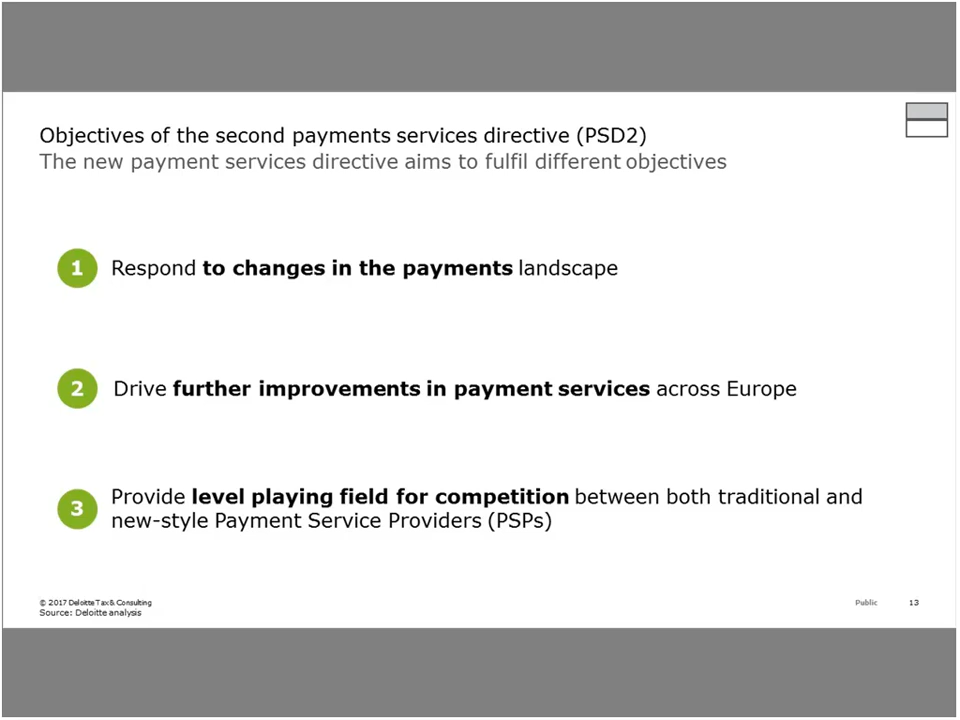 Objectives of the second payments services directive (PSD2)
The new payment services directive aims to fulfil different objectives
1 Respond to changes in the payments landscape
2 Drive further improvements in payment services across Europe
3 Provide level playing field for competition between both traditional and
new-style Payment Service Providers (PSPs)
© 2017 Deloitte Tax & Consulting
Source: Deloitte analysis
Public 13